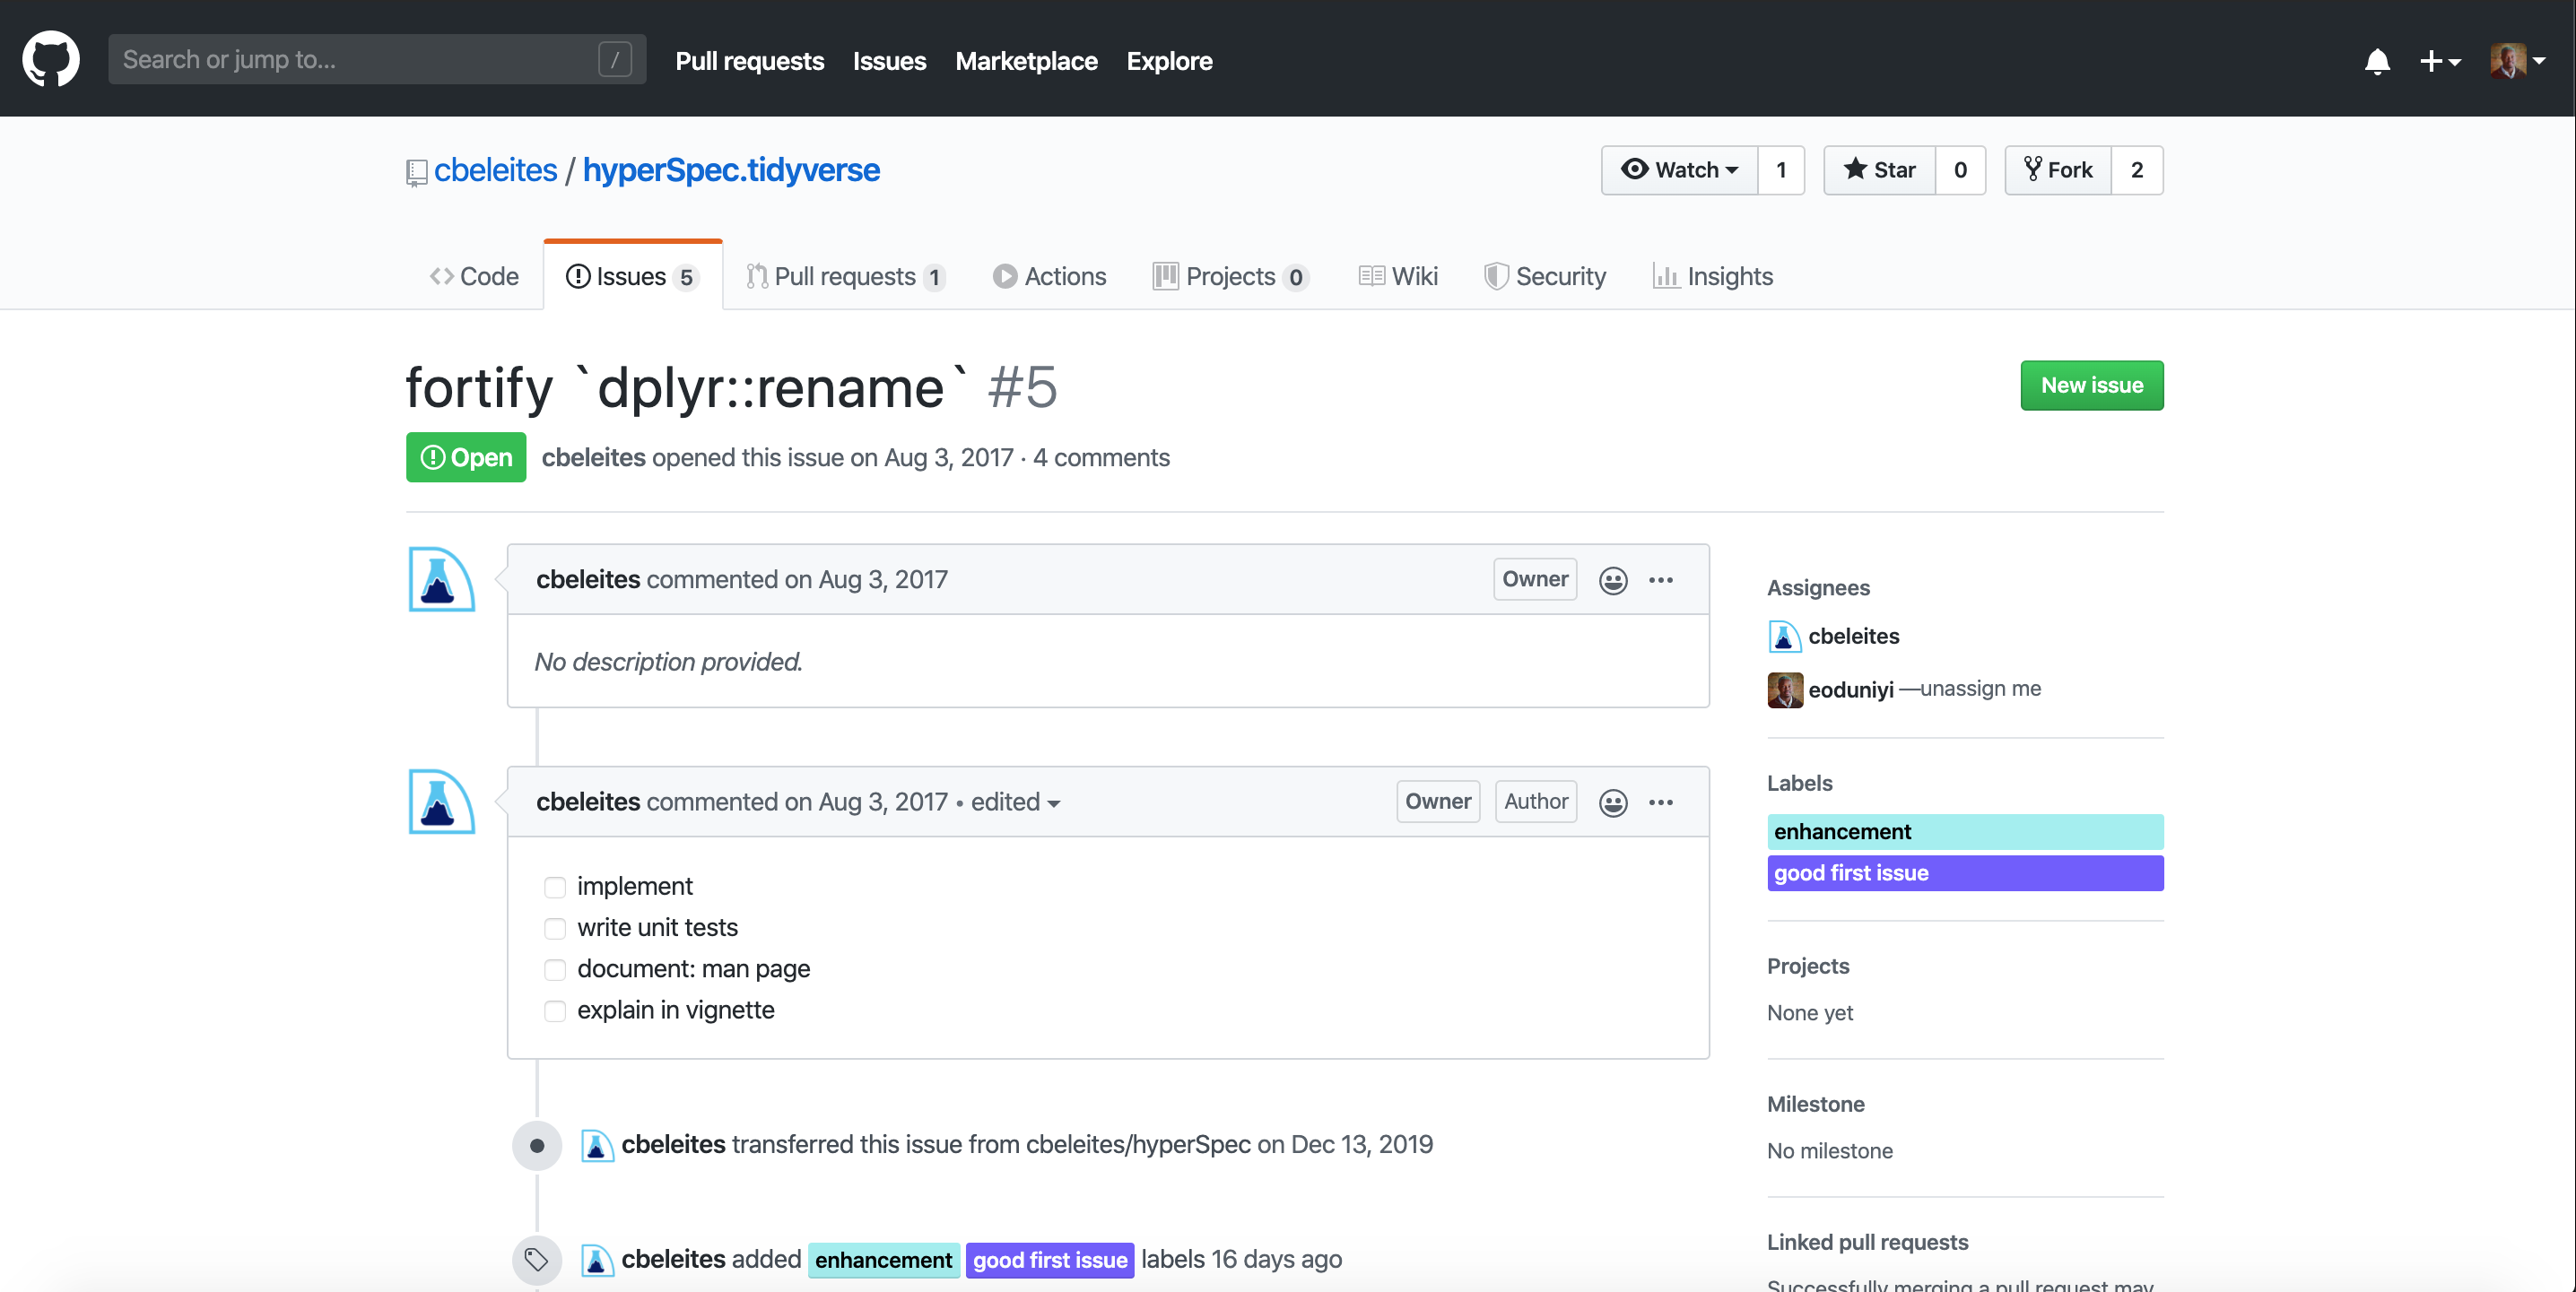 Search or jump to... /
Pull requests Issues Marketplace Explore
cbeleites / hyperSpec.tidyverse
Watch 1 Star 0 Fork 2
Code Issues 5 Pull requests 1 Actions Projects 0 Wiki Security Insights
fortify `dplyr::rename` #5
New issue
Open cbeleites opened this issue on Aug 3, 2017 · 4 comments
cbeleites commented on Aug 3, 2017 Owner
No description provided.
cbeleites commented on Aug 3, 2017 • edited Owner Author
implement
write unit tests
document: man page
explain in vignette
cbeleites transferred this issue from cbeleites/hyperSpec on Dec 13, 2019
cbeleites added enhancement good first issue labels 16 days ago
Assignees
cbeleites
eoduniyi —unassign me
Labels
enhancement
good first issue
Projects
None yet
Milestone
No milestone
Linked pull requests
Successfully merging a pull request may